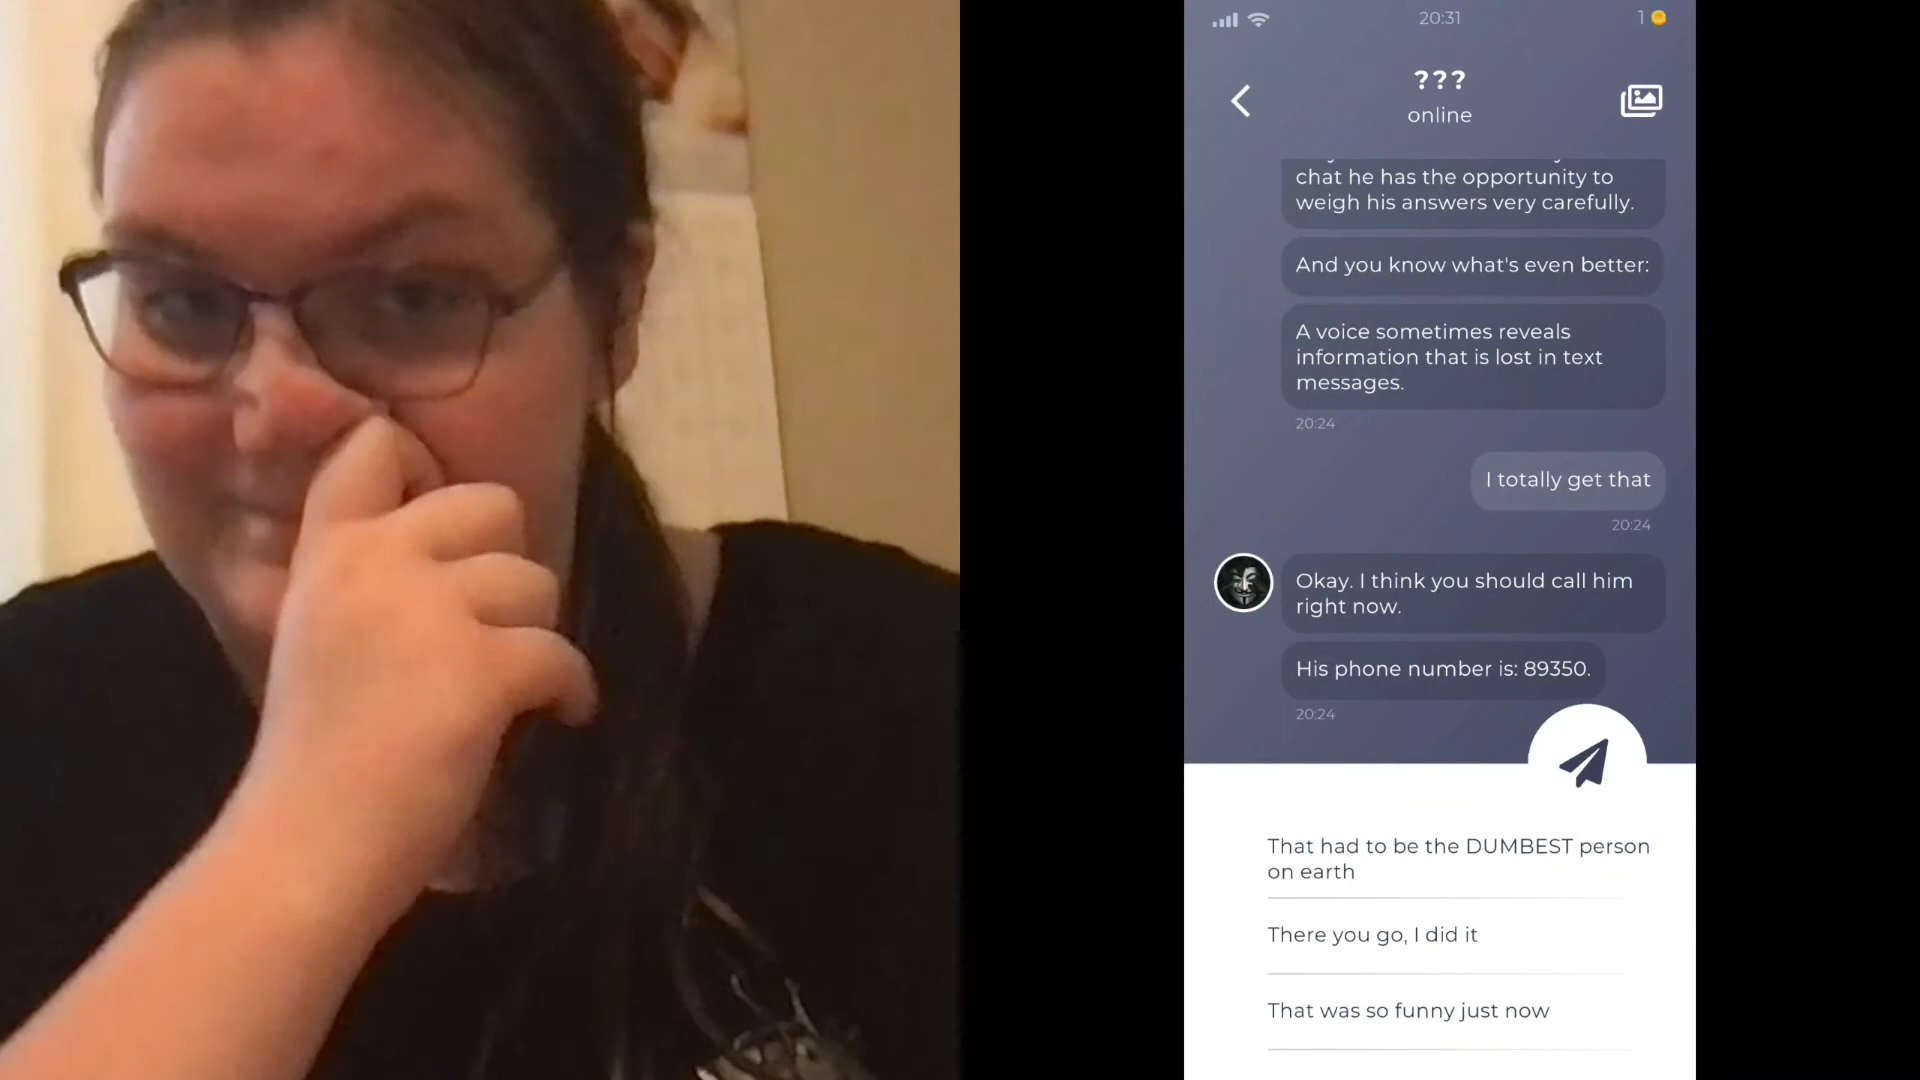 20:31
1
???
online
chat he has the opportunity to
weigh his answers very carefully.
And you know what's even better:
A voice sometimes reveals
information that is lost in text
messages.
20:24
I totally get that
20:24
Okay. I think you should call him
right now.
His phone number is: 89350.
20:24
That had to be the DUMBEST person
on earth
There you go, I did it
That was so funny just now